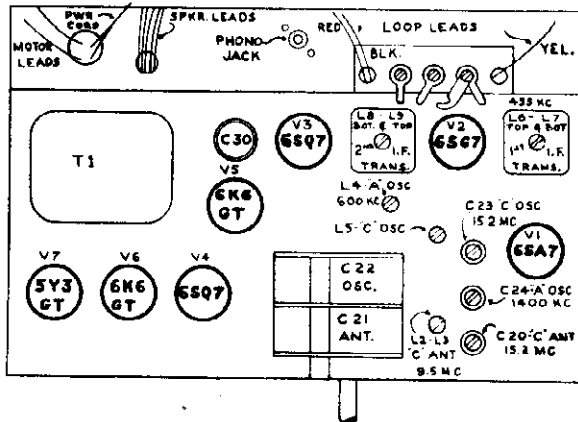 PWR.
CORD
SPKR. LEADS
MOTOR
LEADS
PHONO
JACK
RED
LOOP LEADS
BLK.
YEL.
T1
C30
V3
6SQ7
L8 - L9
BOT. & TOP
2ND I.F.
TRANS.
V2
6SG7
455 KC
L6 - L7
TOP & BOT
1ST I.F.
TRANS.
V5
6K6
GT
L4-"A" OSC
600 KC
L5-"C" OSC
C23 "C" OSC
15.2 MC
V1
6SA7
V7
5Y3
GT
V6
6K6
GT
V4
6SQ7
C22
OSC.
C21
ANT.
C24-"A" OSC
1400 KC
L2-L3
"C" ANT
9.5 MC
C20-"C" ANT
15.2 MC